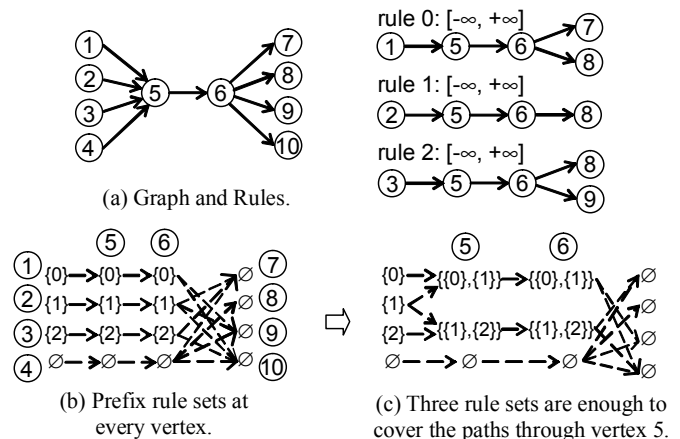 rule 0: [-∞, +∞]
1 5 6 7 8
1 2 3 4 5 6 7 8 9 10
rule 1: [-∞, +∞]
2 5 6 8
rule 2: [-∞, +∞]
3 5 6 8 9
(a) Graph and Rules.
5 6
1 {0} {0} {0} ∅ 7
2 {1} {1} {1} ∅ 8
3 {2} {2} {2} ∅ 9
4 ∅ ∅ ∅ ∅ 10
(b) Prefix rule sets at
every vertex.
5 6
{0} {{0},{1}} {{0},{1}} ∅
{1} ∅
{2} {{1},{2}} {{1},{2}} ∅
∅ ∅ ∅ ∅
(c) Three rule sets are enough to
cover the paths through vertex 5.